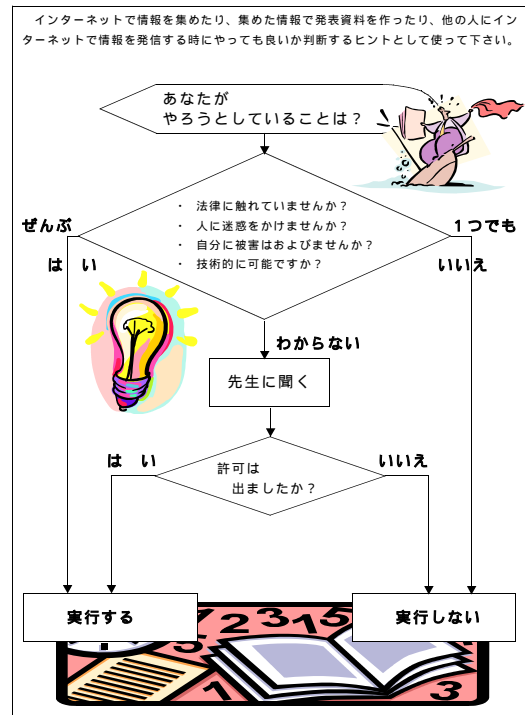 インターネットで情報を集めたり、集めた情報で発表資料を作ったり、他の人にイン
ターネットで情報を発信する時にやっても良いか判断するヒントとして使って下さい。
あなたが
やろうとしていることは？
・ 法律に触れていませんか？
・ 人に迷惑をかけませんか？
・ 自分に被害はおよびませんか？
・ 技術的に可能ですか？
ぜんぶ
は い
１つでも
いいえ
わからない
先生に聞く
は い
いいえ
許可は
出ましたか？
実行する
実行しない
5 2 3 1 5
1
3